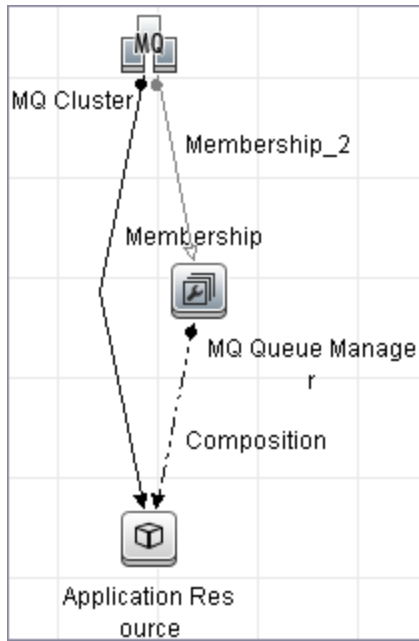 MQ
MQ Cluster
Membership_2
Membership
MQ Queue Manage
r
Composition
Application Res
ource